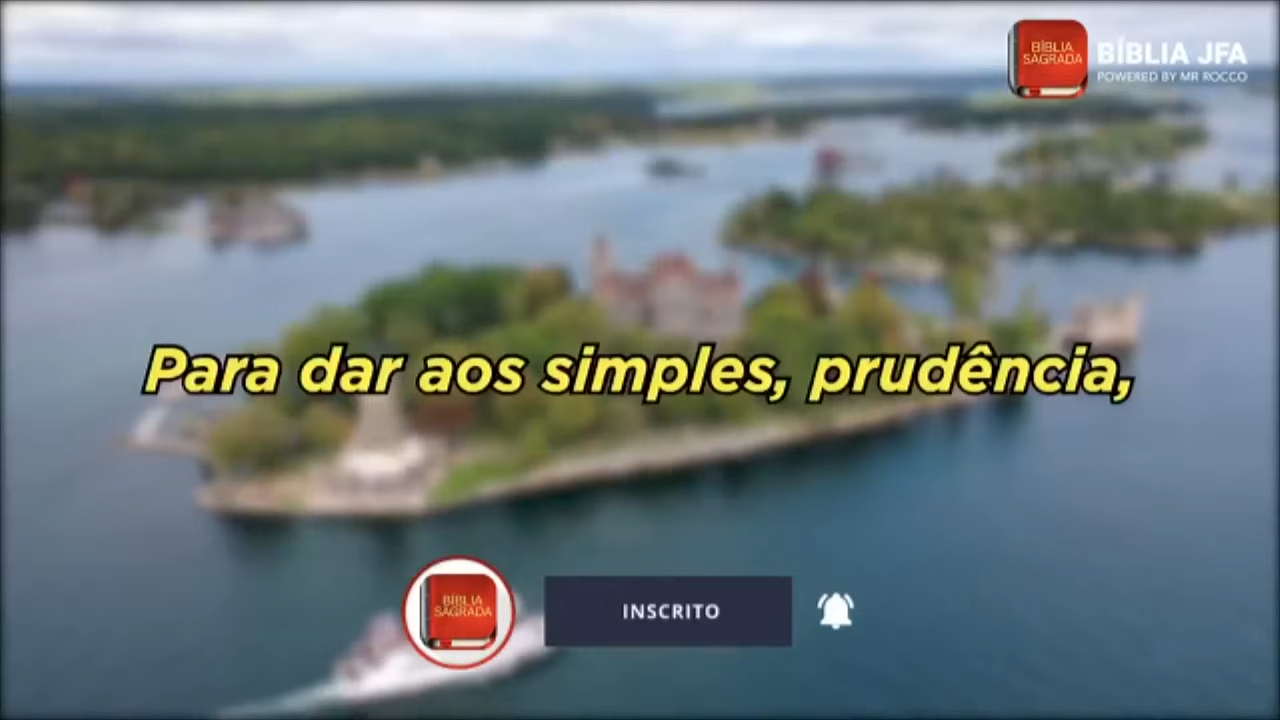 BÍBLIA
SAGRADA
BÍBLIA JFA
POWERED BY MR ROCCO
Para dar aos simples, prudência,
BÍBLIA
SAGRADA
INSCRITO